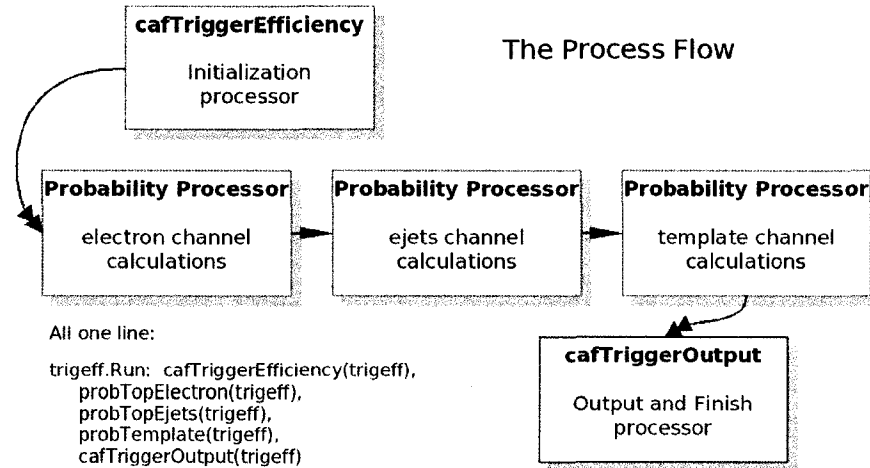 cafTriggerEfficiency
Initialization
processor
The Process Flow
Probability Processor
electron channel
calculations
Probability Processor
ejets channel
calculations
Probability Processor
template channel
calculations
All one line:
trigeff.Run: cafTriggerEfficiency(trigeff),
probTopElectron(trigeff),
probTopEjets(trigeff),
probTemplate(trigeff),
cafTriggerOutput(trigeff)
cafTriggerOutput
Output and Finish
processor